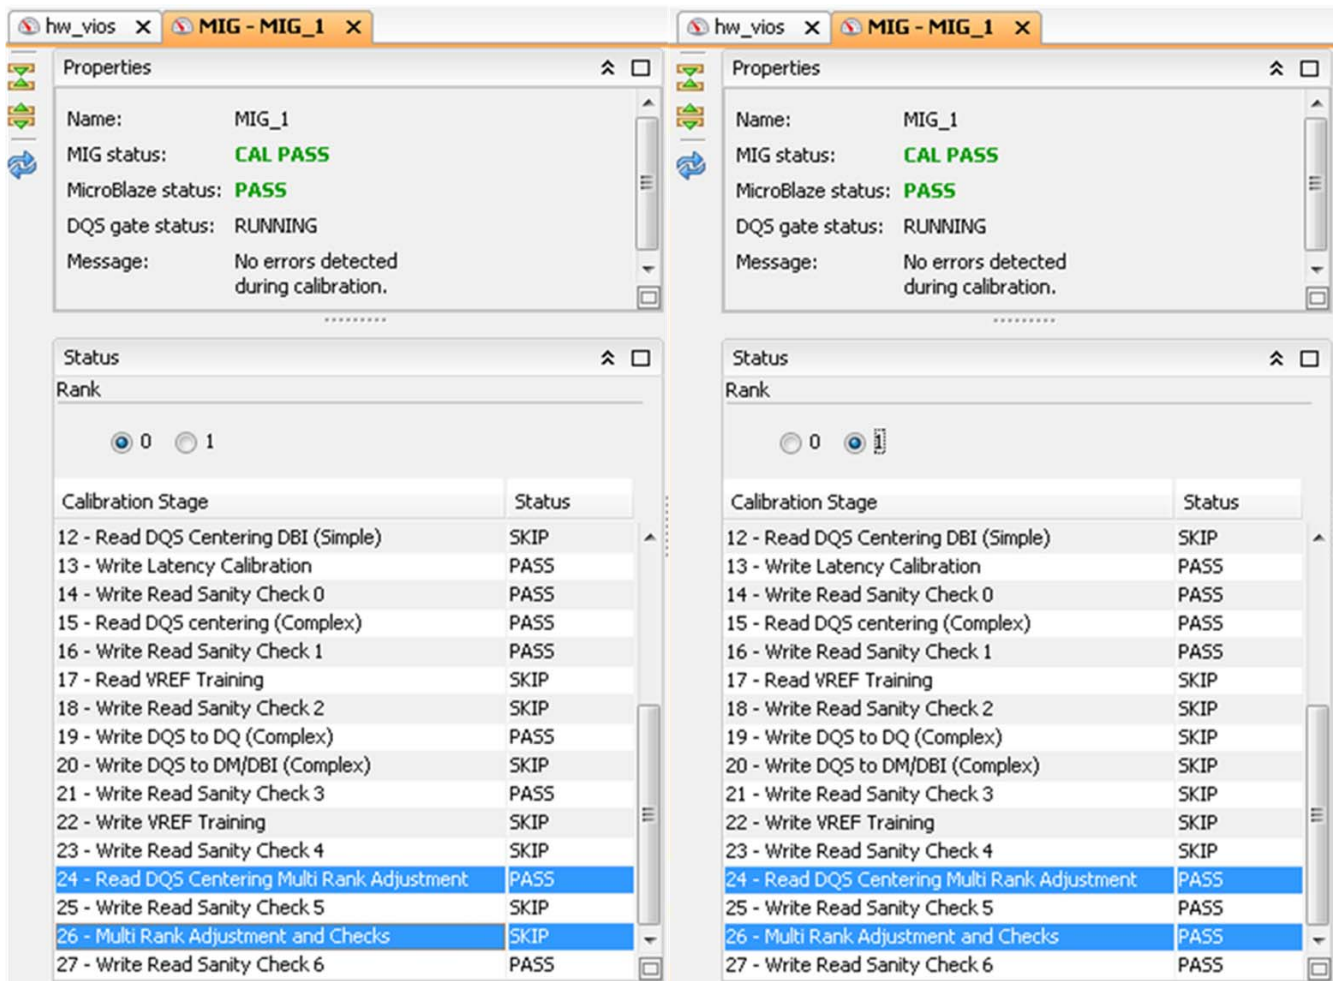 hw_vios X MIG - MIG_1 X
Properties
Name: MIG_1
MIG status: CAL PASS
MicroBlaze status: PASS
DQS gate status: RUNNING
Message: No errors detected
during calibration.
Status
Rank
0 1
Calibration Stage Status
12 - Read DQS Centering DBI (Simple) SKIP
13 - Write Latency Calibration PASS
14 - Write Read Sanity Check 0 PASS
15 - Read DQS centering (Complex) PASS
16 - Write Read Sanity Check 1 PASS
17 - Read VREF Training SKIP
18 - Write Read Sanity Check 2 SKIP
19 - Write DQS to DQ (Complex) PASS
20 - Write DQS to DM/DBI (Complex) SKIP
21 - Write Read Sanity Check 3 PASS
22 - Write VREF Training SKIP
23 - Write Read Sanity Check 4 SKIP
24 - Read DQS Centering Multi Rank Adjustment PASS
25 - Write Read Sanity Check 5 SKIP
26 - Multi Rank Adjustment and Checks SKIP
27 - Write Read Sanity Check 6 PASS
hw_vios X MIG - MIG_1 X
Properties
Name: MIG_1
MIG status: CAL PASS
MicroBlaze status: PASS
DQS gate status: RUNNING
Message: No errors detected
during calibration.
Status
Rank
0 1
Calibration Stage Status
12 - Read DQS Centering DBI (Simple) SKIP
13 - Write Latency Calibration PASS
14 - Write Read Sanity Check 0 PASS
15 - Read DQS centering (Complex) PASS
16 - Write Read Sanity Check 1 PASS
17 - Read VREF Training SKIP
18 - Write Read Sanity Check 2 SKIP
19 - Write DQS to DQ (Complex) SKIP
20 - Write DQS to DM/DBI (Complex) SKIP
21 - Write Read Sanity Check 3 SKIP
22 - Write VREF Training SKIP
23 - Write Read Sanity Check 4 SKIP
24 - Read DQS Centering Multi Rank Adjustment PASS
25 - Write Read Sanity Check 5 PASS
26 - Multi Rank Adjustment and Checks PASS
27 - Write Read Sanity Check 6 PASS